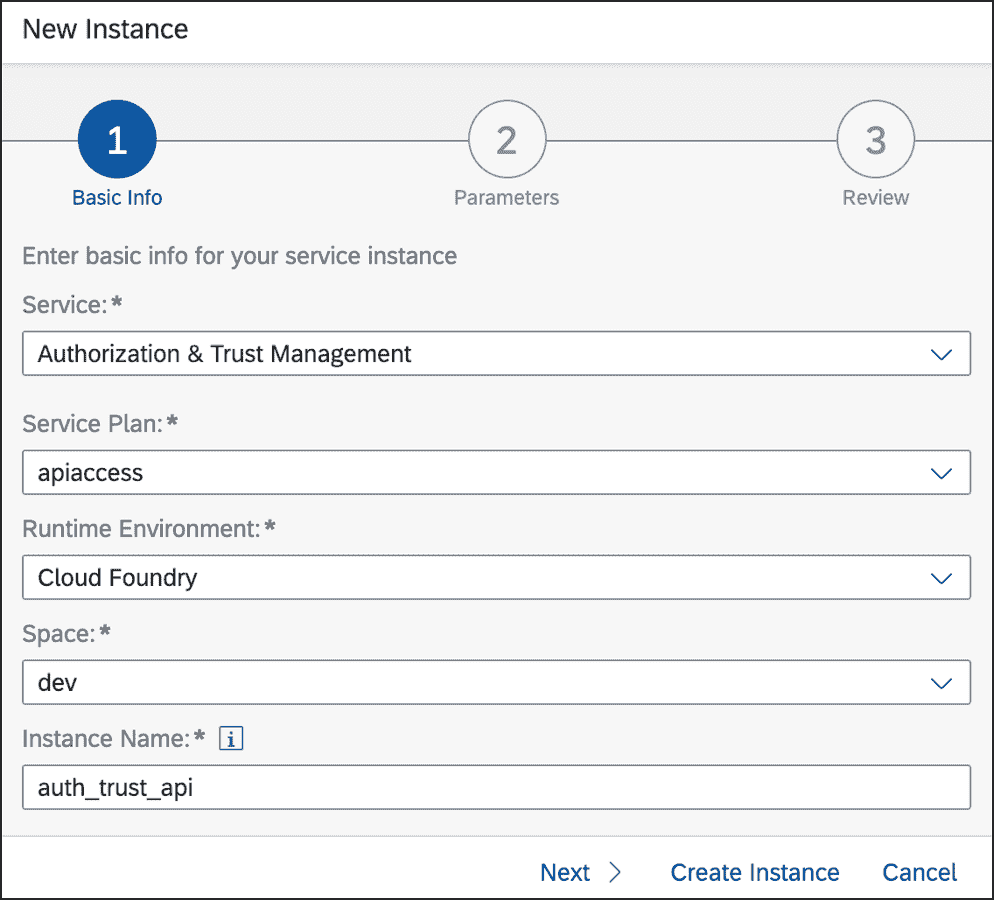 New Instance
1
2
3
Basic Info
Parameters
Review
Enter basic info for your service instance
Service:*
Authorization & Trust Management
Service Plan:*
apiaccess
Runtime Environment:*
Cloud Foundry
Space:*
dev
Instance Name:* i
auth_trust_api
Next Create Instance Cancel